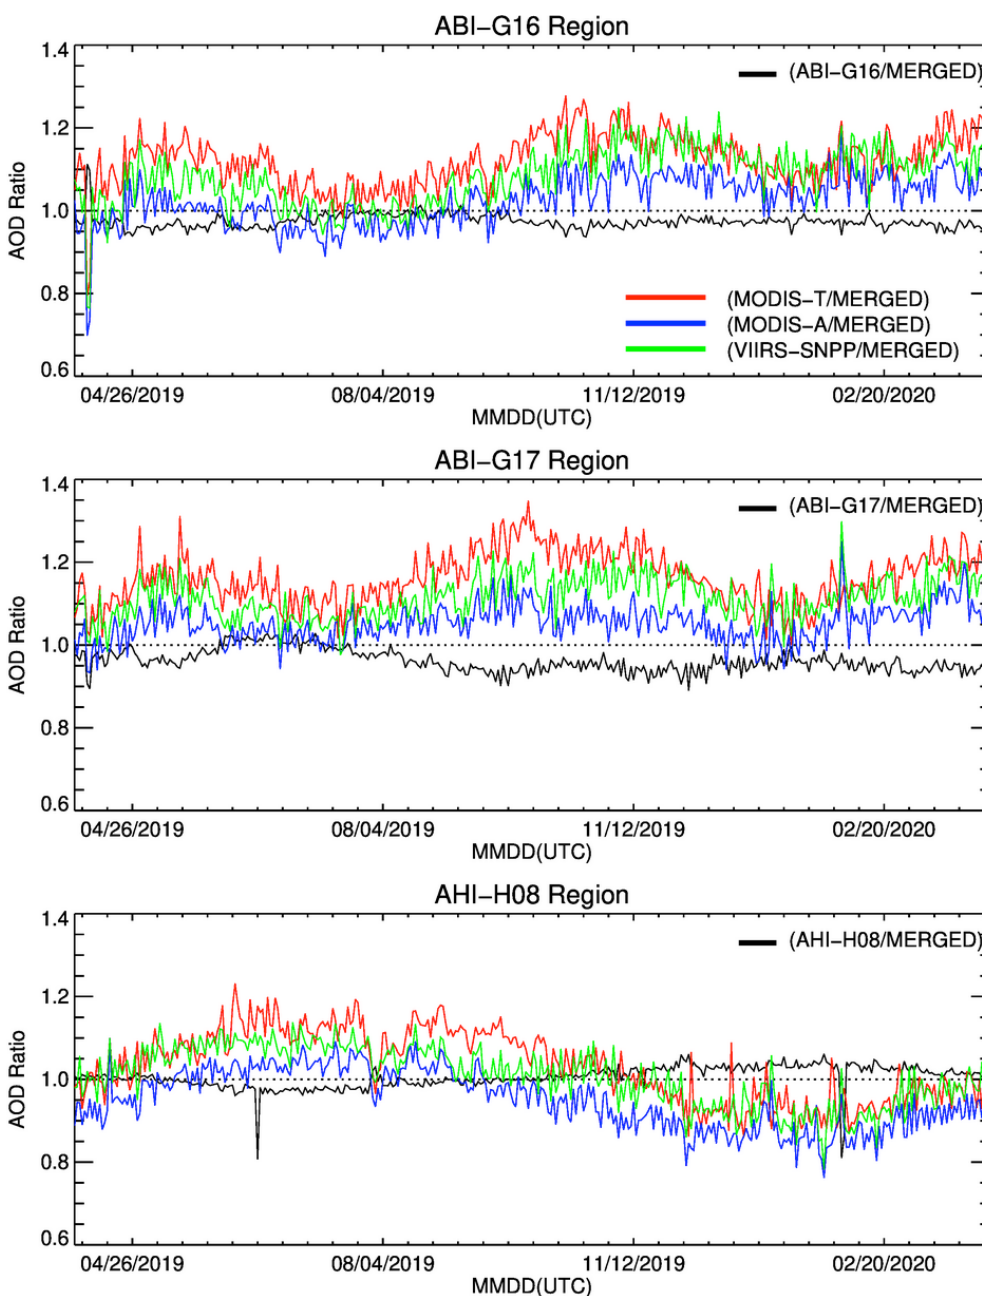 ABI-G16 Region
1.4
1.2
1.0
0.8
0.6
AOD Ratio
(ABI-G16/MERGED)
(MODIS-T/MERGED)
(MODIS-A/MERGED)
(VIIRS-SNPP/MERGED)
04/26/2019 08/04/2019 11/12/2019 02/20/2020
MMDD(UTC)
ABI-G17 Region
1.4
1.2
1.0
0.8
0.6
AOD Ratio
(ABI-G17/MERGED)
04/26/2019 08/04/2019 11/12/2019 02/20/2020
MMDD(UTC)
AHI-H08 Region
1.4
1.2
1.0
0.8
0.6
AOD Ratio
(AHI-H08/MERGED)
04/26/2019 08/04/2019 11/12/2019 02/20/2020
MMDD(UTC)